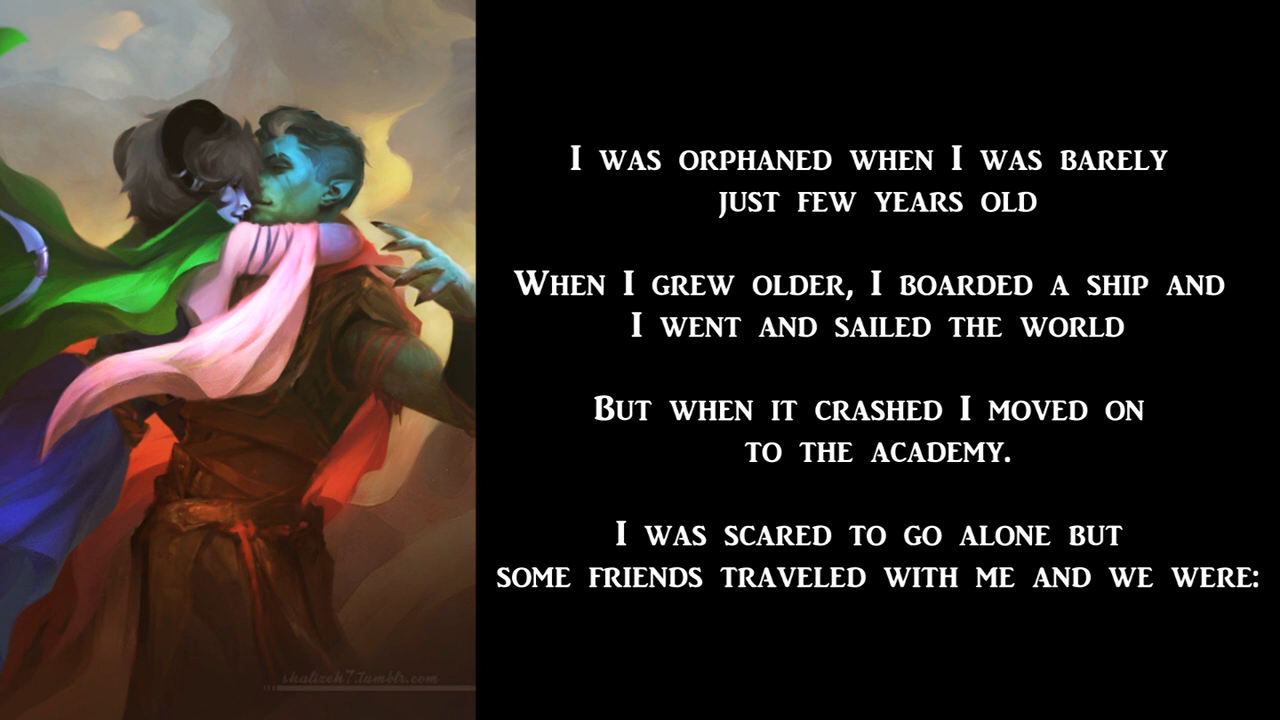 I was orphaned when I was barely
just few years old
When I grew older, I boarded a ship and
I went and sailed the world
But when it crashed I moved on
to the academy.
I was scared to go alone but
some friends traveled with me and we were:
shalizeh7.tumblr.com